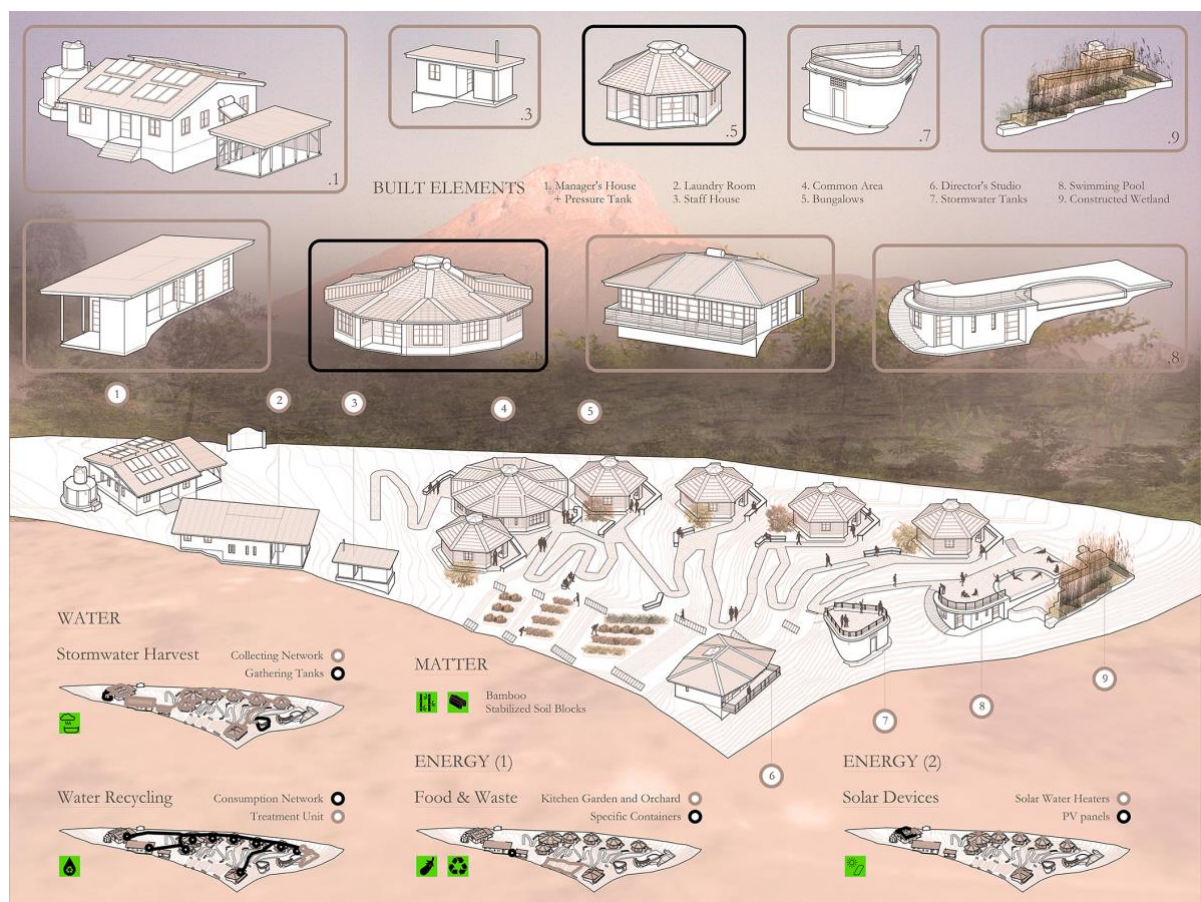 .1
.3
.5
.7
.9
BUILT ELEMENTS
1. Manager's House
+ Pressure Tank
2. Laundry Room
3. Staff House
4. Common Area
5. Bungalows
6. Director's Studio
7. Stormwater Tanks
8. Swimming Pool
9. Constructed Wetland
.8
1
2
3
4
5
WATER
Stormwater Harvest
Collecting Network
Gathering Tanks
MATTER
Bamboo
Stabilized Soil Blocks
6
7
8
9
Water Recycling
Consumption Network
Treatment Unit
ENERGY (1)
Food & Waste
Kitchen Garden and Orchard
Specific Containers
ENERGY (2)
Solar Devices
Solar Water Heaters
PV panels